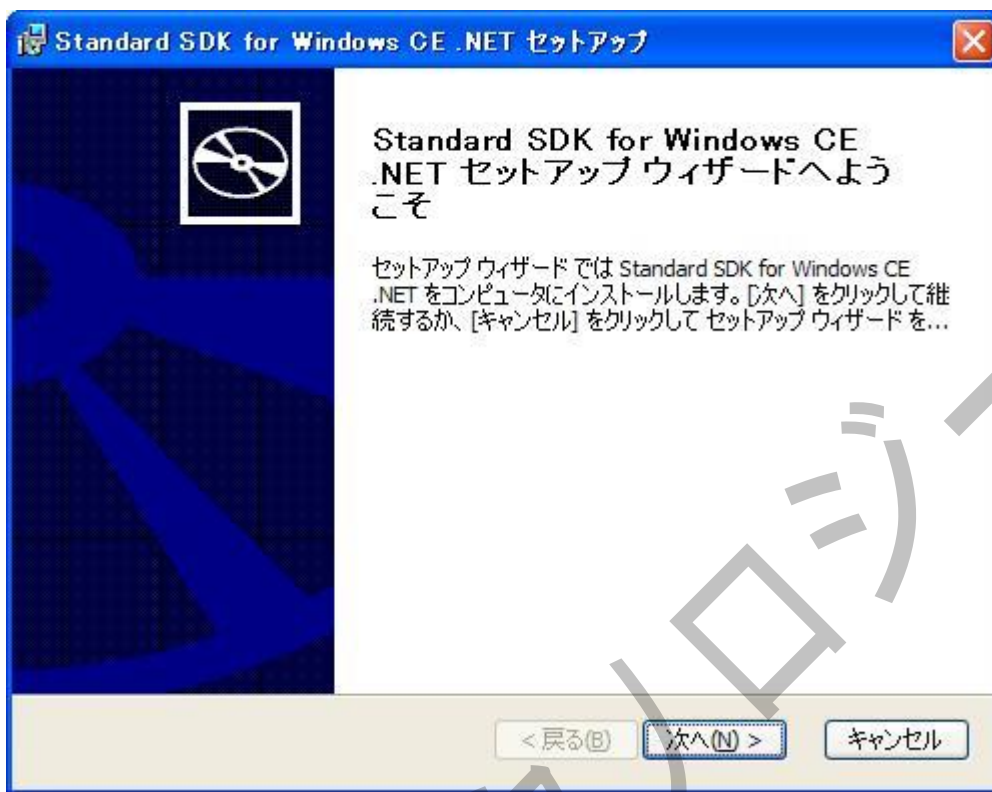 Standard SDK for Windows CE .NET セットアップ
Standard SDK for Windows CE
.NET セットアップ ウィザードへよう
こそ
セットアップ ウィザード では Standard SDK for Windows CE
.NET をコンピュータにインストールします。[次へ] をクリックして継
続するか、[キャンセル] をクリックして セットアップ ウィザード を...
< 戻る(B)
次へ(N) >
キャンセル
ノロジー